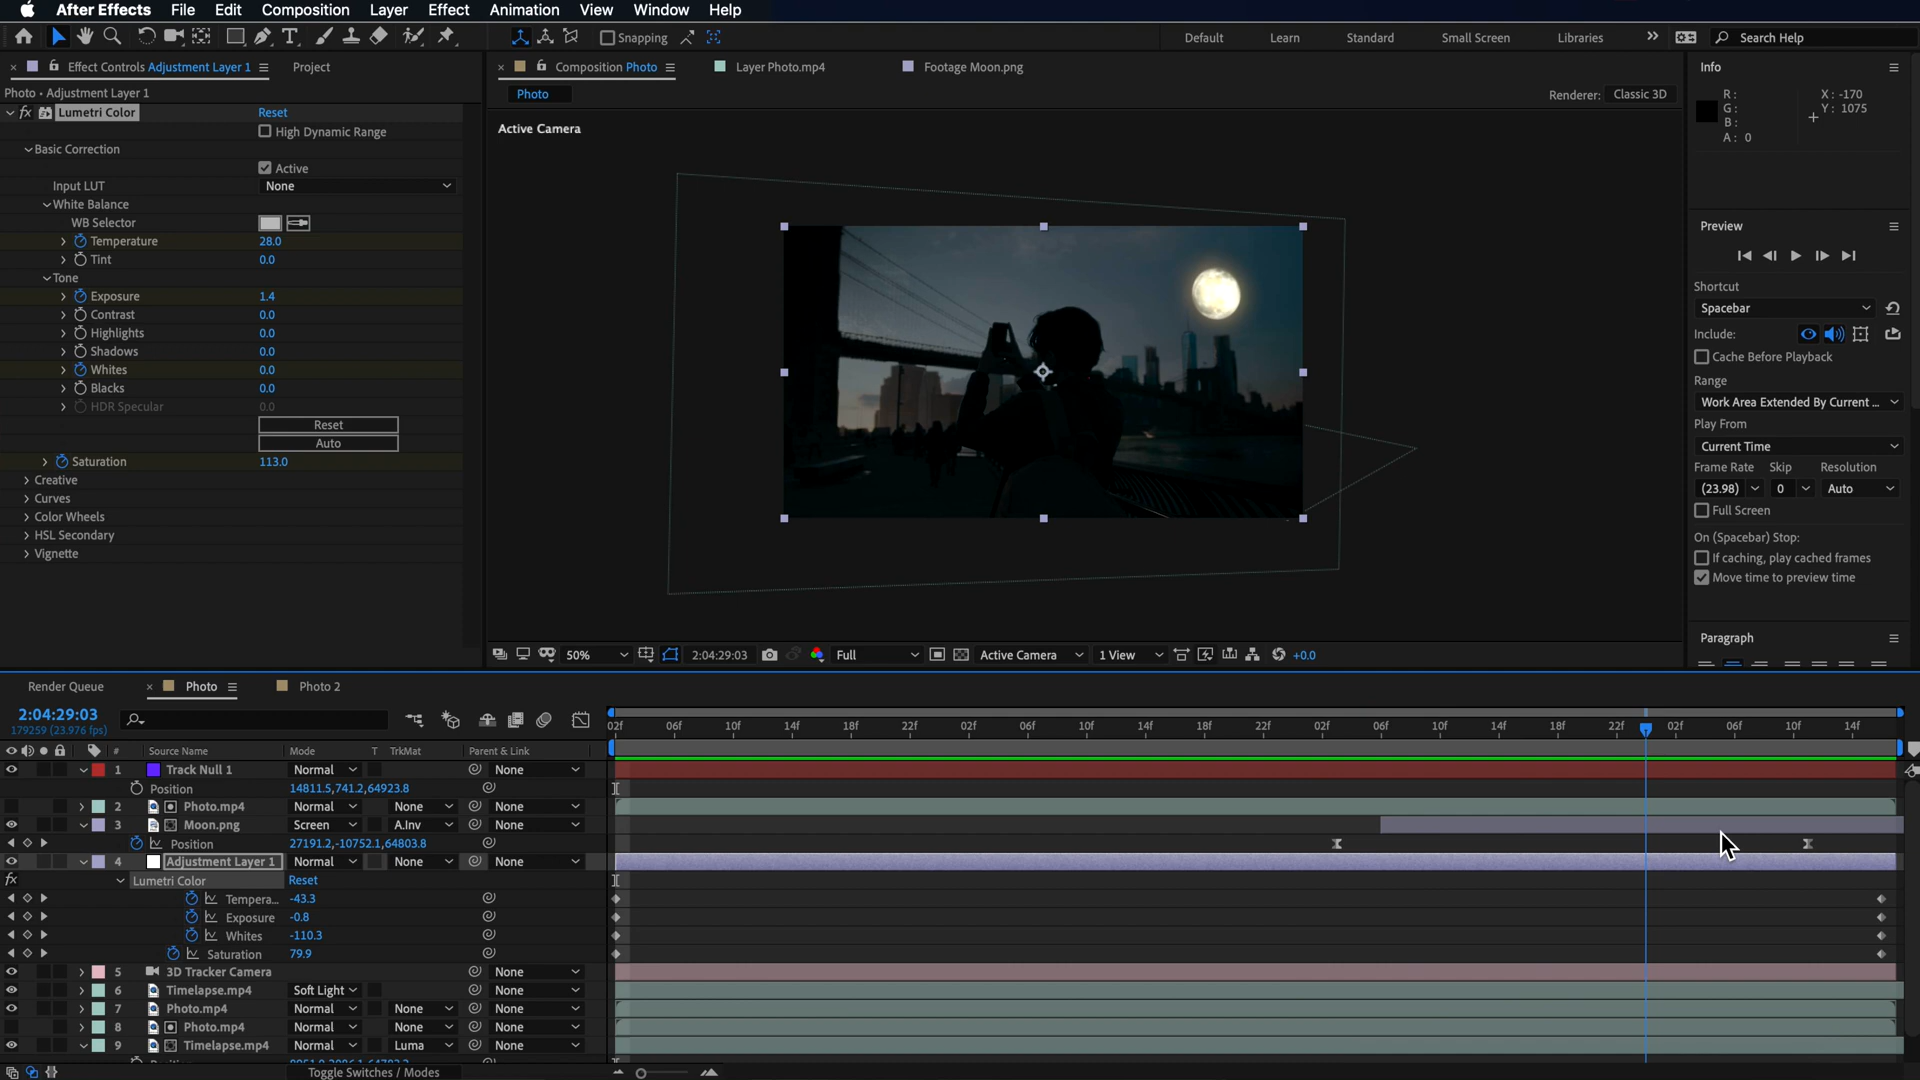 After Effects File Edit Composition Layer Effect Animation View Window Help
Snapping
Default Learn Standard Small Screen Libraries Search Help
Effect Controls Adjustment Layer 1 Project
Composition Photo Layer Photo.mp4 Footage Moon.png
Photo • Adjustment Layer 1
Photo
Renderer: Classic 3D
Active Camera
fx Lumetri Color Reset
High Dynamic Range
Basic Correction
Active
Input LUT None
White Balance
WB Selector
Temperature 28.0
Tint 0.0
Tone
Exposure 1.4
Contrast 0.0
Highlights 0.0
Shadows 0.0
Whites 0.0
Blacks 0.0
HDR Specular 0.0
Reset
Auto
Saturation 113.0
Creative
Curves
Color Wheels
HSL Secondary
Vignette
Info
R: X: -170
G: Y: 1075
B:
A: 0
Preview
Shortcut
Spacebar
Include:
Cache Before Playback
Range
Work Area Extended By Current ...
Play From
Current Time
Frame Rate Skip Resolution
(23.98) 0 Auto
Full Screen
On (Spacebar) Stop:
If caching, play cached frames
Move time to preview time
Paragraph
50% 2:04:29:03 Full Active Camera 1 View +0.0
Render Queue Photo Photo 2
2:04:29:03
179259 (23.976 fps)
02f 06f 10f 14f 18f 22f 02f 06f 10f 14f 18f 22f 02f 06f 10f 14f 18f 22f 02f 06f 10f 14f
# Source Name Mode T TrkMat Parent & Link
1 Track Null 1 Normal None
Position 14811.5,741.2,64923.8
2 Photo.mp4 Normal None None
3 Moon.png Screen A.Inv None
Position 27191.2,-10752.1,64803.8
4 Adjustment Layer 1 Normal None None
fx Lumetri Color Reset
Tempera... -43.3
Exposure -0.8
Whites -110.3
Saturation 79.9
5 3D Tracker Camera None
6 Timelapse.mp4 Soft Light None
7 Photo.mp4 Normal None None
8 Photo.mp4 Normal None None
9 Timelapse.mp4 Normal Luma None
Toggle Switches / Modes